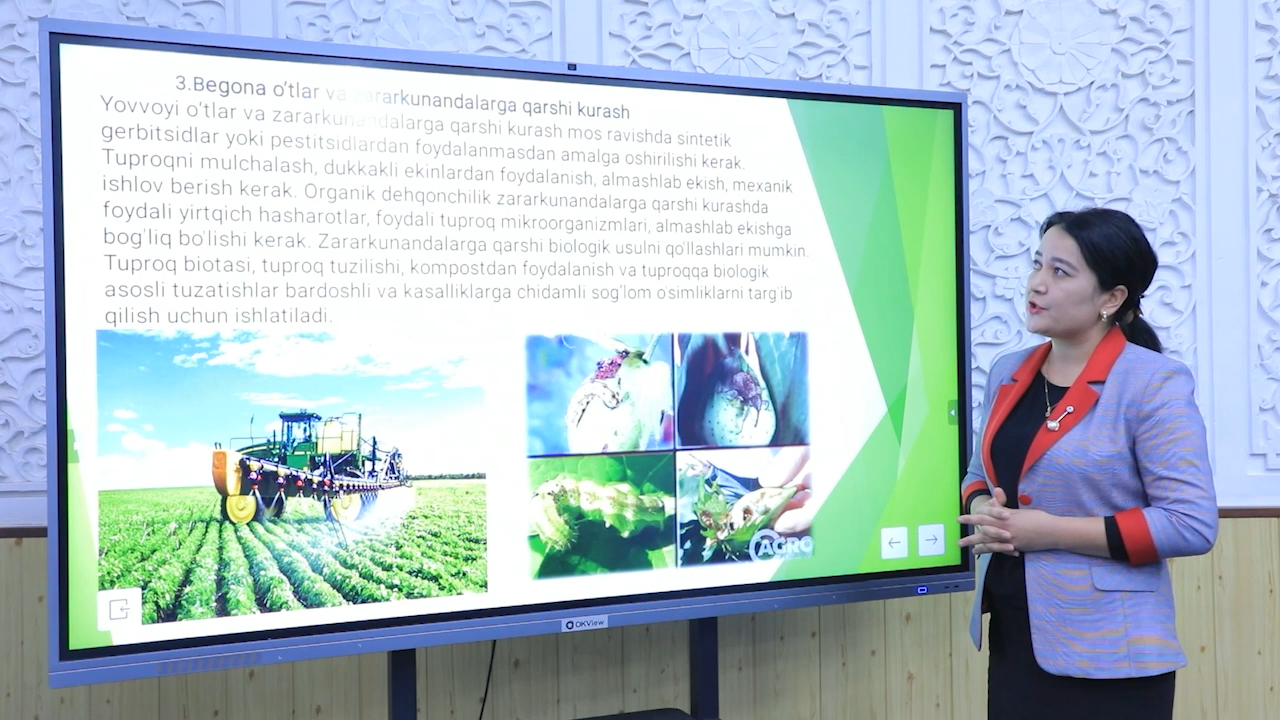 3.Begona o‘tlar va zararkunandalarga qarshi kurash
Yovvoyi o‘tlar va zararkunandalarga qarshi kurash mos ravishda sintetik
gerbitsidlar yoki pestitsidlardan foydalanmasdan amalga oshirilishi kerak.
Tuproqni mulchalash, dukkakli ekinlardan foydalanish, almashlab ekish, mexanik
ishlov berish kerak. Organik dehqonchilik zararkunandalarga qarshi kurashda
foydali yirtqich hasharotlar, foydali tuproq mikroorganizmlari, almashlab ekishga
bog'liq bo'lishi kerak. Zararkunandalarga qarshi biologik usulni qo'llashlari mumkin.
Tuproq biotasi, tuproq tuzilishi, kompostdan foydalanish va tuproqqa biologik
asosli tuzatishlar bardoshli va kasalliklarga chidamli sog'lom o'simliklarni targ'ib
qilish uchun ishlatiladi.
AGRO
OKView